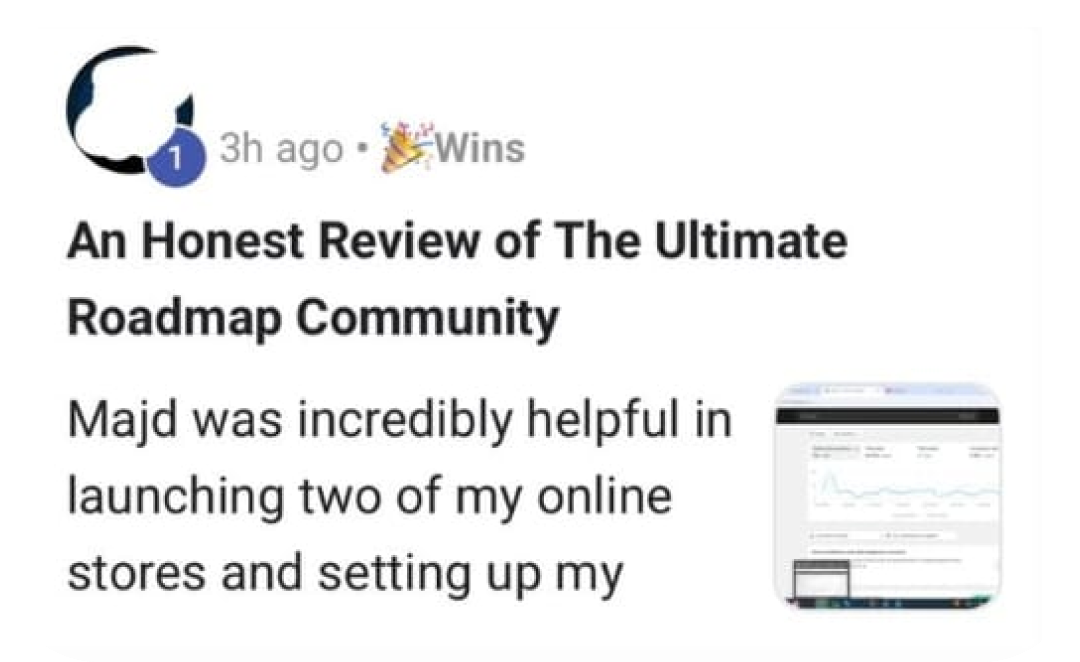 1 3h ago • 🎉Wins
An Honest Review of The Ultimate
Roadmap Community
Majd was incredibly helpful in
launching two of my online
stores and setting up my